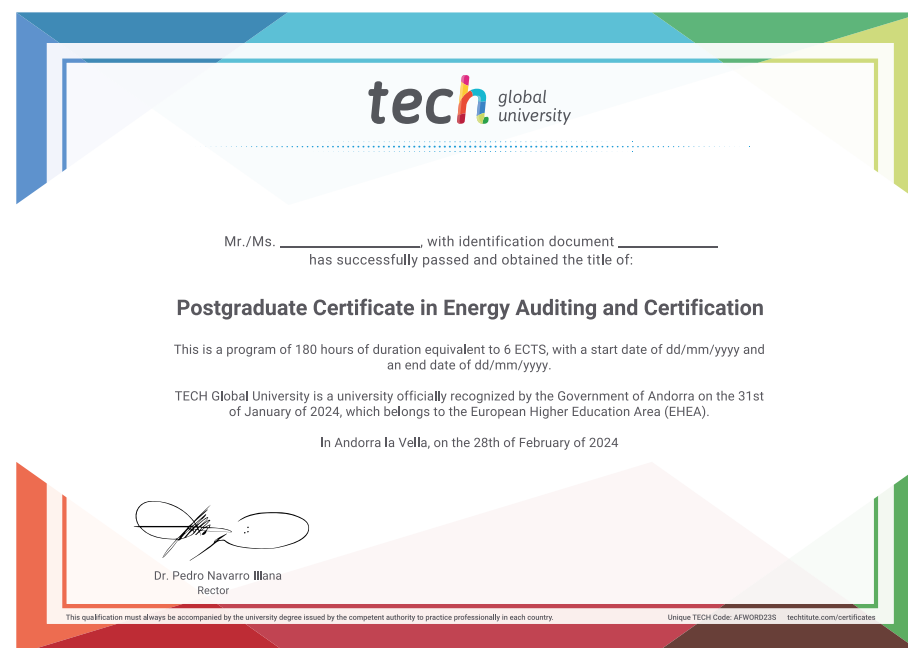 tech global
university
Mr./Ms. ____________, with identification document ____________
has successfully passed and obtained the title of:
Postgraduate Certificate in Energy Auditing and Certification
This is a program of 180 hours of duration equivalent to 6 ECTS, with a start date of dd/mm/yyyy and
an end date of dd/mm/yyyy.
TECH Global University is a university officially recognized by the Government of Andorra on the 31st
of January of 2024, which belongs to the European Higher Education Area (EHEA).
In Andorra la Vella, on the 28th of February of 2024
Dr. Pedro Navarro Illana
Rector
This qualification must always be accompanied by the university degree issued by the competent authority to practice professionally in each country. Unique TECH Code: AFWORD23S techtitute.com/certificates